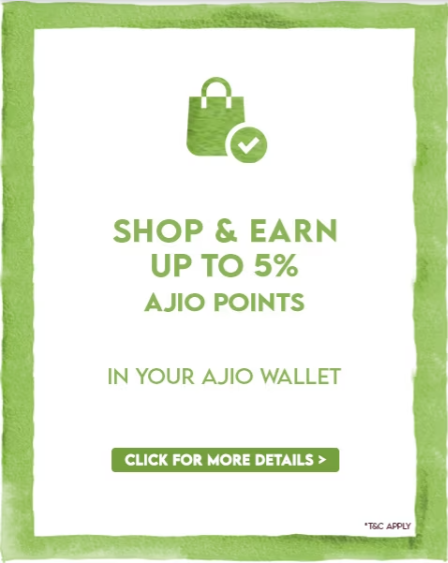 SHOP & EARN
UP TO 5%
AJIO POINTS
IN YOUR AJIO WALLET
CLICK FOR MORE DETAILS >
*T&C APPLY